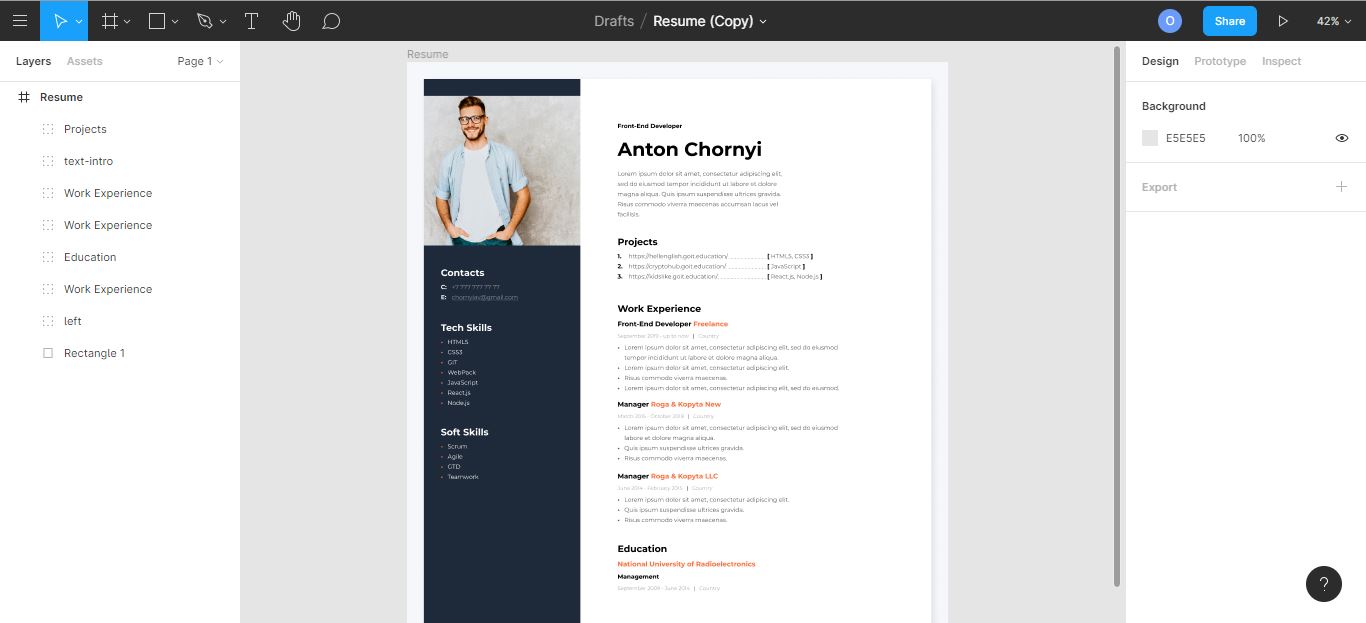 Drafts / Resume (Copy)
O
Share
42%
Layers
Assets
Page 1
Resume
Projects
text-intro
Work Experience
Work Experience
Education
Work Experience
left
Rectangle 1
Resume
Front-End Developer
Anton Chornyi
Lorem ipsum dolor sit amet, consectetur adipiscing elit,
sed do eiusmod tempor incididunt ut labore et dolore
magna aliqua. Quis ipsum suspendisse ultrices gravida.
Risus commodo viverra maecenas accumsan lacus vel
facilisis.
Projects
1. https://hellenglish.goit.education/ [ HTML5, CSS3 ]
2. https://cryptohub.goit.education/ [ JavaScript ]
3. https://kidslike.goit.education/ [ React.js, Node.js ]
Work Experience
Front-End Developer Freelance
September 2019 - up to now | Country
• Lorem ipsum dolor sit amet, consectetur adipiscing elit, sed do eiusmod
tempor incididunt ut labore et dolore magna aliqua.
• Lorem ipsum dolor sit amet, consectetur adipiscing elit.
• Risus commodo viverra maecenas.
• Lorem ipsum dolor sit amet, consectetur adipiscing elit, sed do eiusmod.
Manager Roga & Kopyta New
March 2015 - October 2018 | Country
• Lorem ipsum dolor sit amet, consectetur adipiscing elit, sed do eiusmod
labore et dolore magna aliqua.
• Quis ipsum suspendisse ultrices gravida.
• Risus commodo viverra maecenas.
Manager Roga & Kopyta LLC
June 2014 - February 2015 | Country
• Lorem ipsum dolor sit amet, consectetur adipiscing elit.
• Quis ipsum suspendisse ultrices gravida.
• Risus commodo viverra maecenas.
Education
National University of Radioelectronics
Management
September 2009 - June 2014 | Country
Contacts
C: +7 777 777 77 77
E: chornyiav@gmail.com
Tech Skills
• HTML5
• CSS3
• GIT
• WebPack
• JavaScript
• React.js
• Node.js
Soft Skills
• Scrum
• Agile
• GTD
• Teamwork
Design
Prototype
Inspect
Background
E5E5E5
100%
Export
?